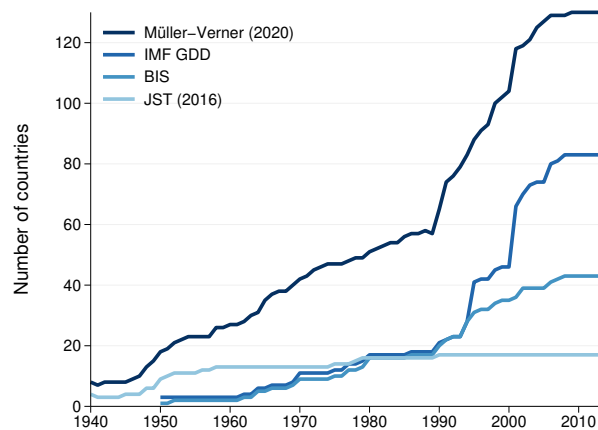 Müller−Verner (2020)
IMF GDD
BIS
JST (2016)
Number of countries
120
100
80
60
40
20
0
1940 1950 1960 1970 1980 1990 2000 2010